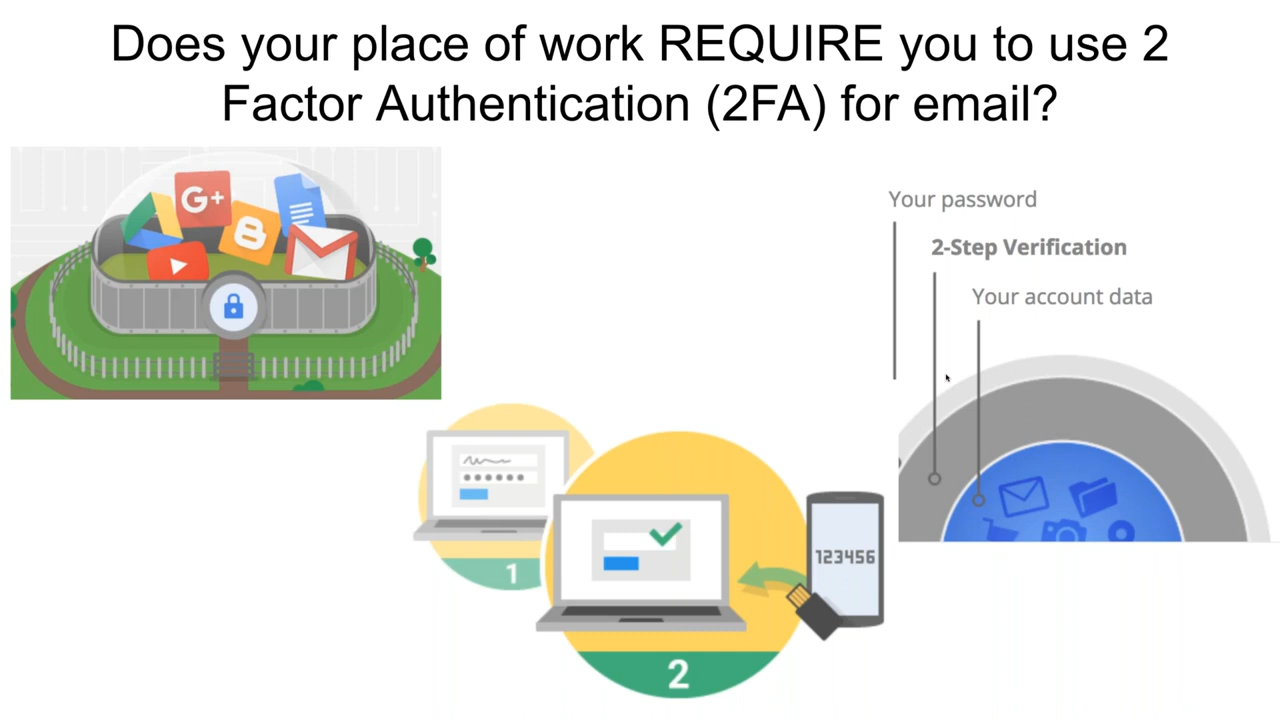 Does your place of work REQUIRE you to use 2
Factor Authentication (2FA) for email?
G+
Your password
2-Step Verification
Your account data
1
123456
2